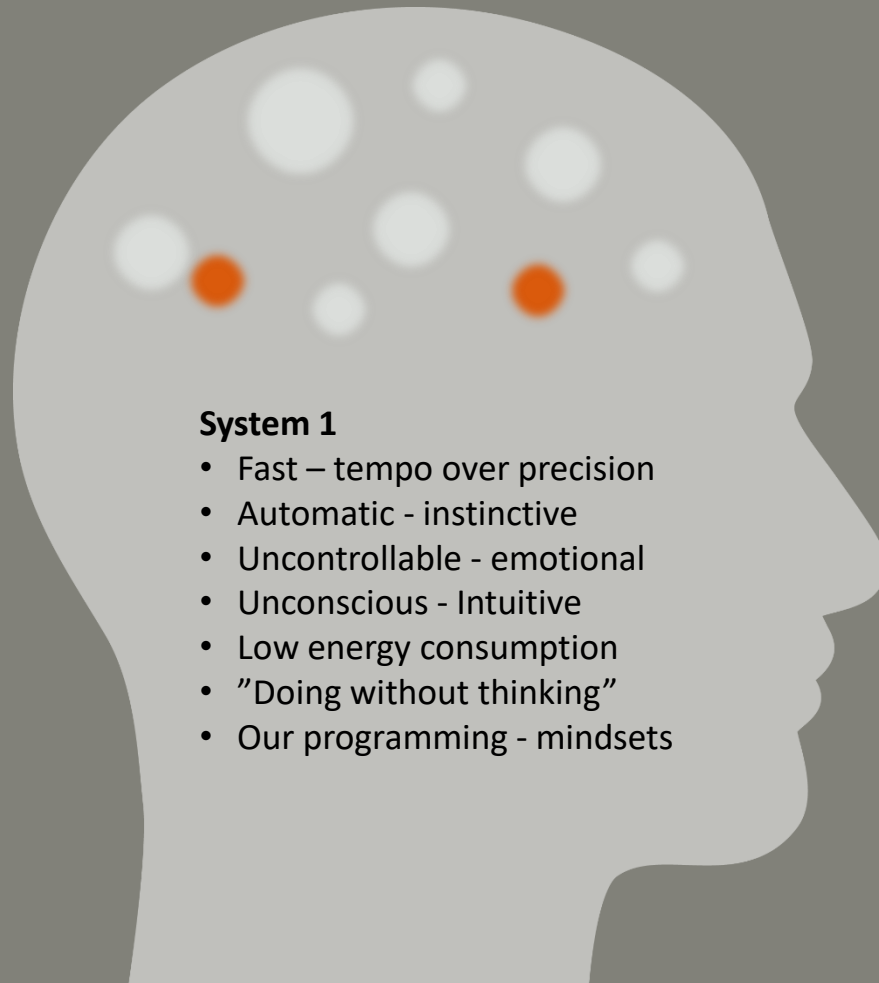 System 1
• Fast – tempo over precision
• Automatic - instinctive
• Uncontrollable - emotional
• Unconscious - Intuitive
• Low energy consumption
• ”Doing without thinking”
• Our programming - mindsets